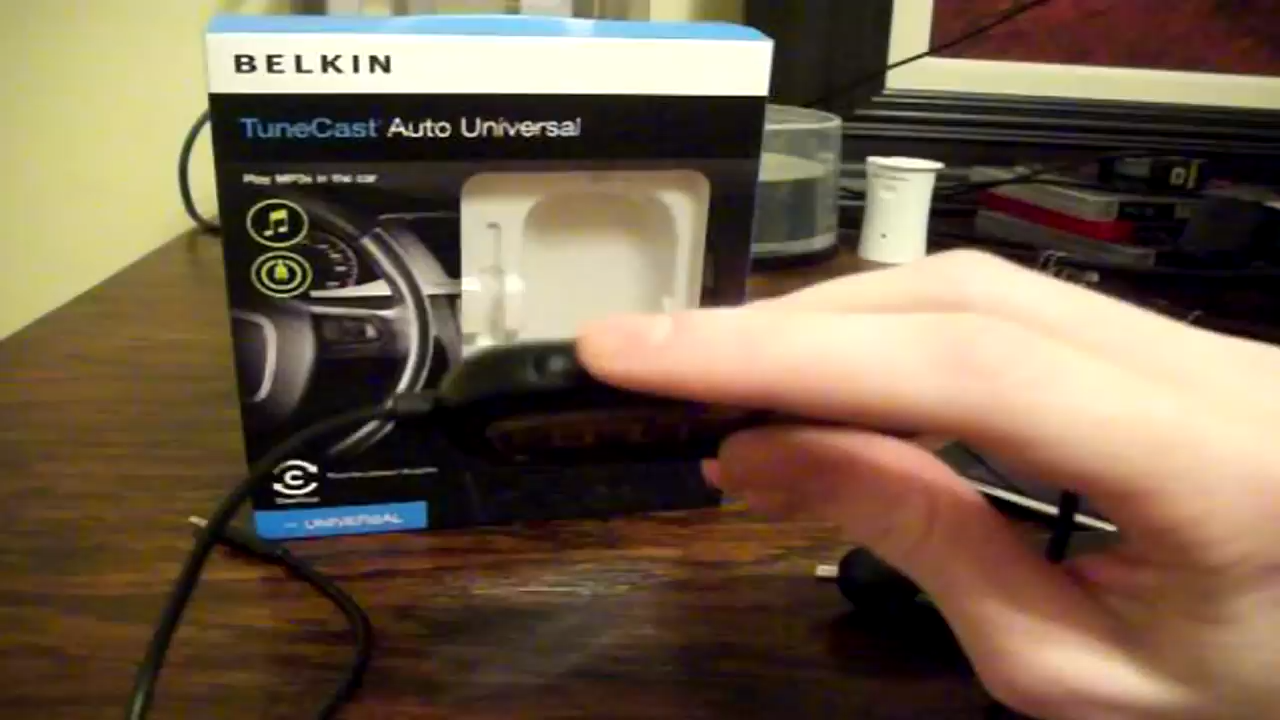 BELKIN
TuneCast Auto Universal
Play MP3s in the car
C
UNIVERSAL